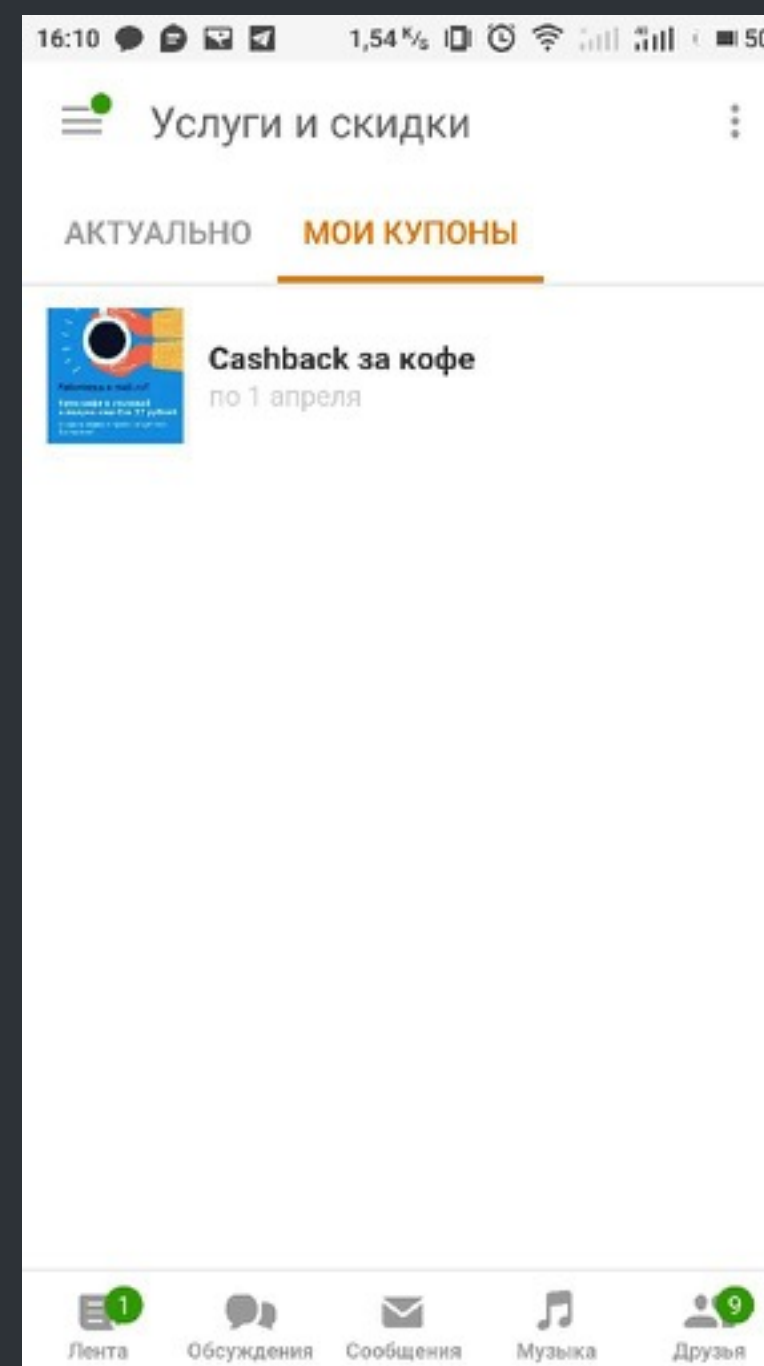 16:10 1,54 K/s 50
Услуги и скидки
АКТУАЛЬНО МОИ КУПОНЫ
Cashback за кофе
по 1 апреля
1 9
Лента Обсуждения Сообщения Музыка Друзья